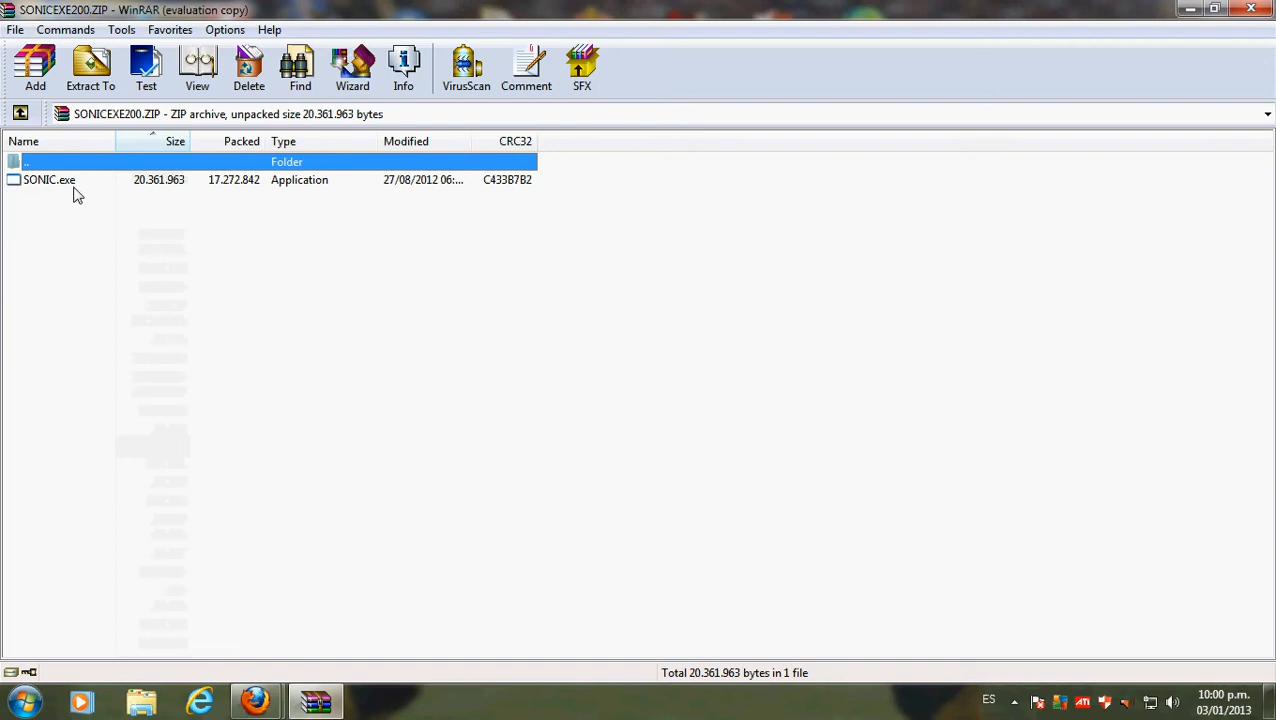 SONICEXE200.ZIP - WinRAR (evaluation copy)
File Commands Tools Favorites Options Help
Add Extract To Test View Delete Find Wizard Info VirusScan Comment SFX
SONICEXE200.ZIP - ZIP archive, unpacked size 20.361.963 bytes
Name Size Packed Type Modified CRC32
.. Folder
SONIC.exe 20.361.963 17.272.842 Application 27/08/2012 06:... C433B7B2
Total 20.361.963 bytes in 1 file
ES 10:00 p.m.
03/01/2013